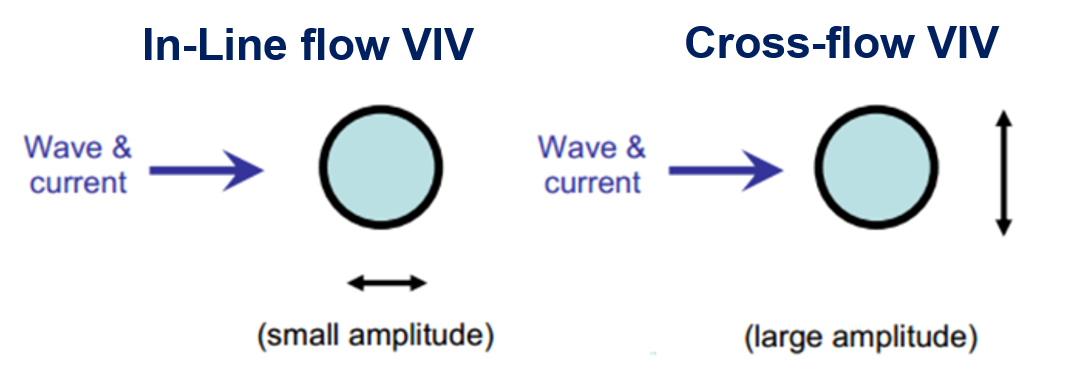 In-Line flow VIV
Cross-flow VIV
Wave &
current
Wave &
current
(small amplitude)
(large amplitude)